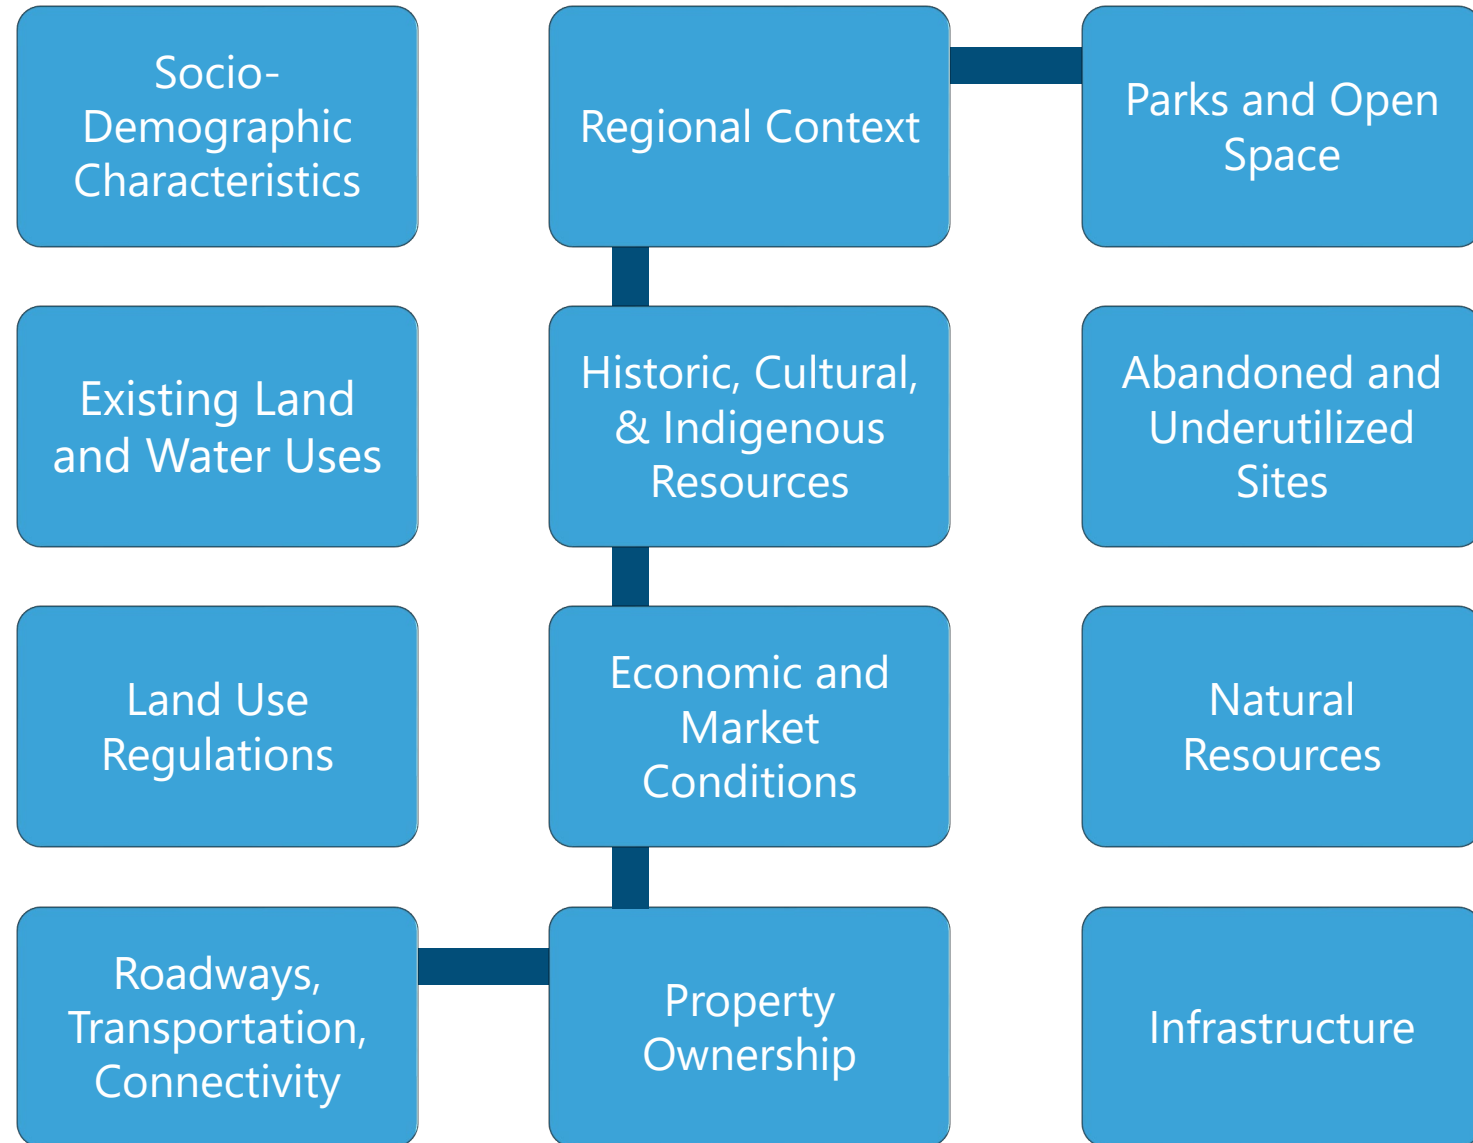 Socio-
Demographic
Characteristics
Existing Land
and Water Uses
Land Use
Regulations
Roadways,
Transportation,
Connectivity
Property
Ownership
Economic and
Market
Conditions
Historic, Cultural,
& Indigenous
Resources
Regional Context
Parks and Open
Space
Abandoned and
Underutilized
Sites
Natural
Resources
Infrastructure